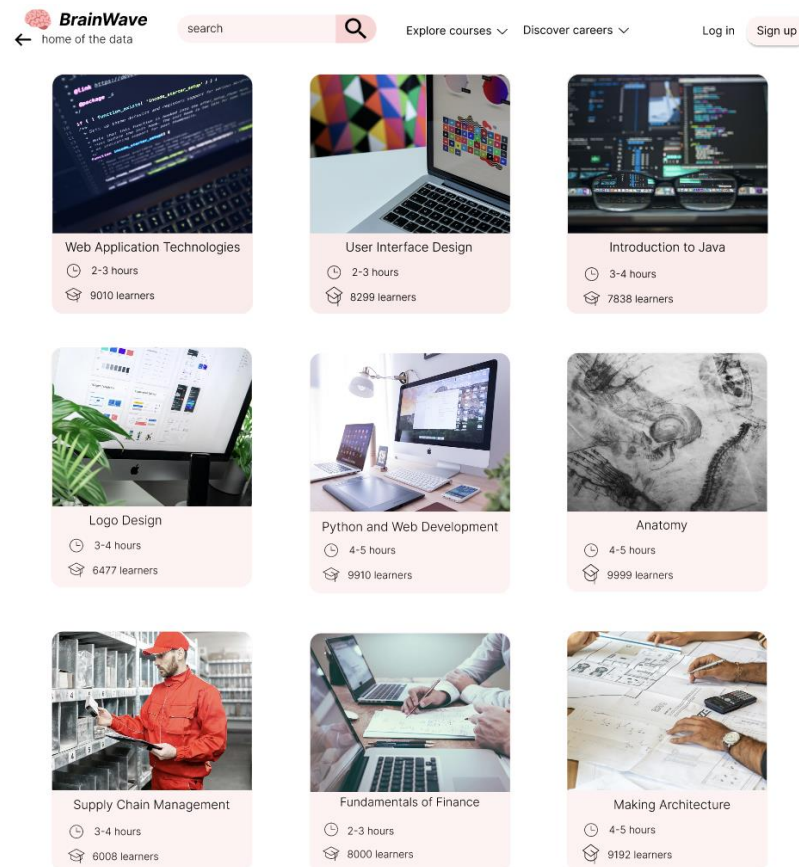 BrainWave
home of the data
search
Explore courses
Discover careers
Log in
Sign up
Web Application Technologies
2-3 hours
9010 learners
User Interface Design
2-3 hours
8299 learners
Introduction to Java
3-4 hours
7838 learners
Logo Design
3-4 hours
6477 learners
Python and Web Development
4-5 hours
9910 learners
Anatomy
4-5 hours
9999 learners
Supply Chain Management
3-4 hours
6008 learners
Fundamentals of Finance
2-3 hours
8000 learners
Making Architecture
4-5 hours
9192 learners